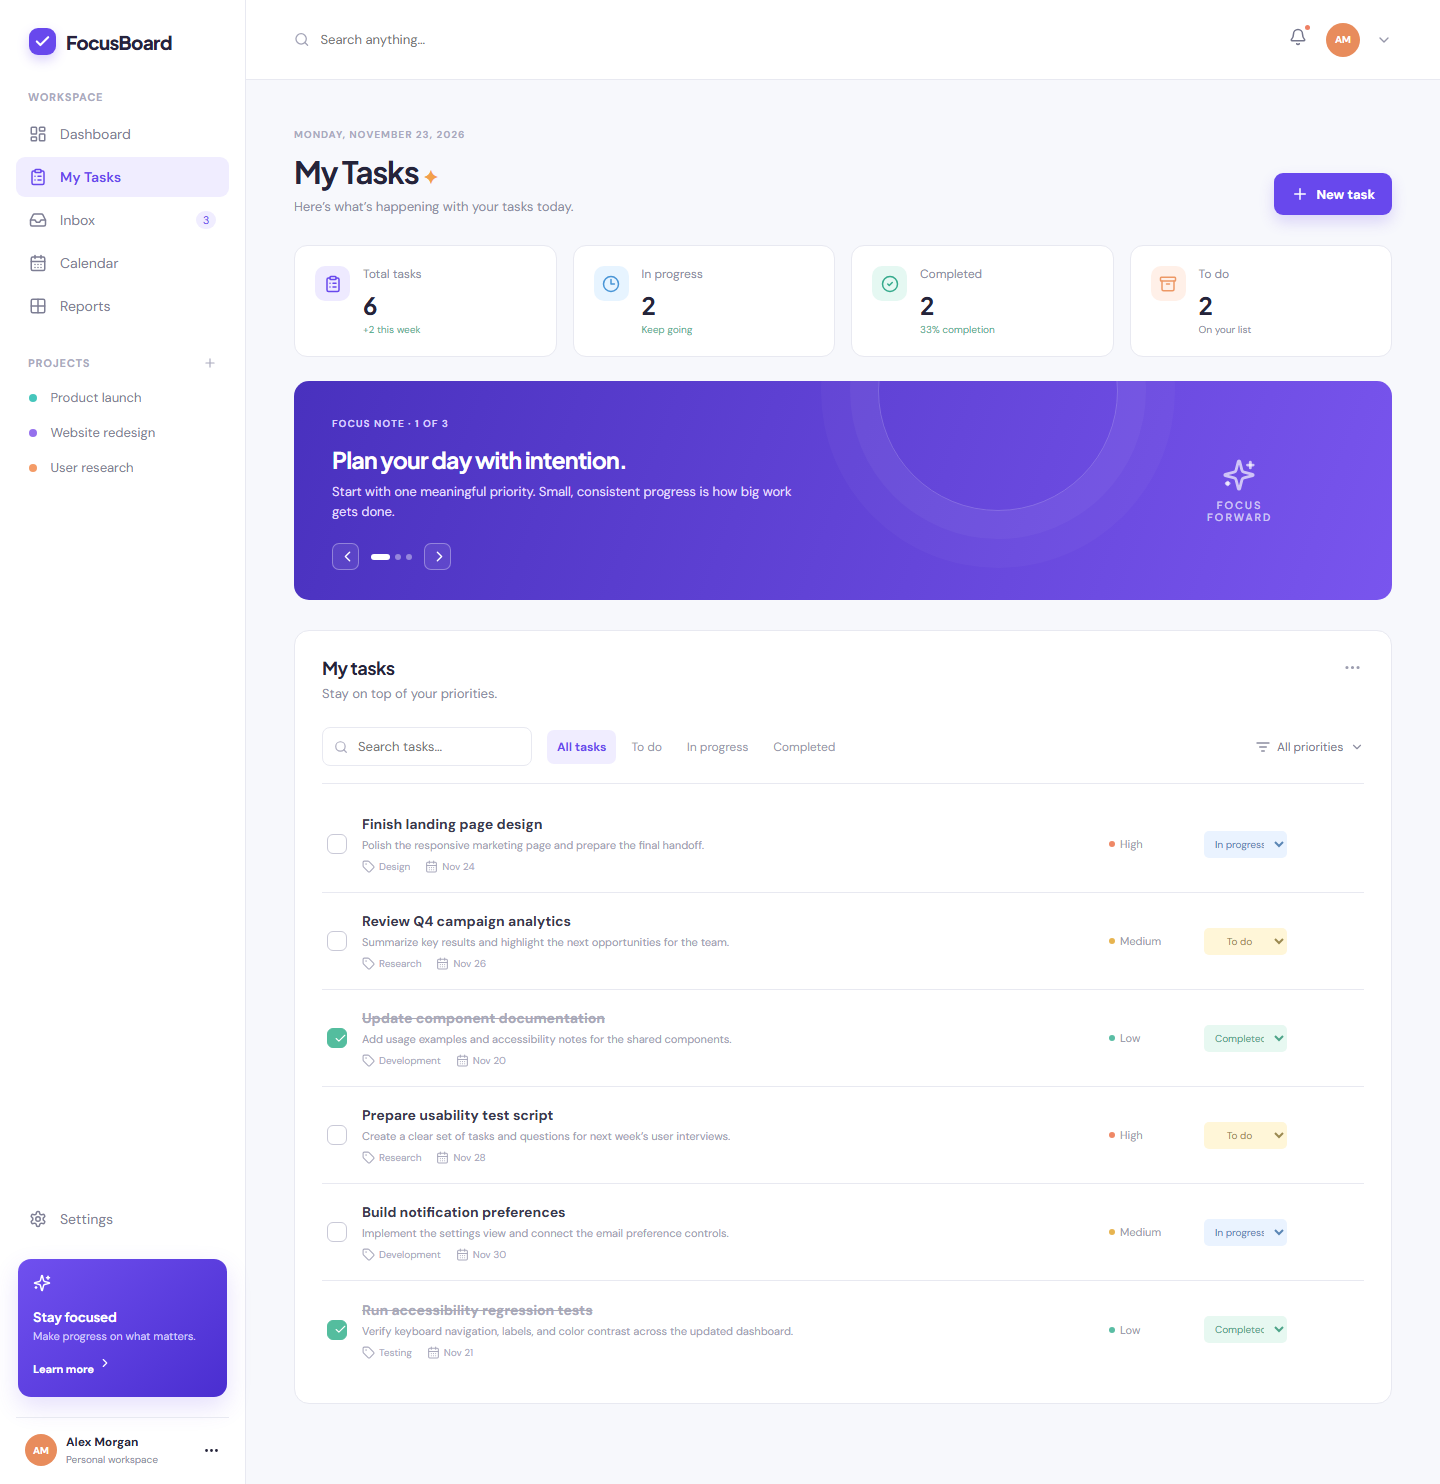 FocusBoard
WORKSPACE
Dashboard
My Tasks
Inbox 3
Calendar
Reports
PROJECTS
Product launch
Website redesign
User research
Settings
Stay focused
Make progress on what matters.
Learn more
AM
Alex Morgan
Personal workspace
Search anything...
AM
MONDAY, NOVEMBER 23, 2026
My Tasks
Here's what's happening with your tasks today.
New task
Total tasks
6
+2 this week
In progress
2
Keep going
Completed
2
33% completion
To do
2
On your list
FOCUS NOTE · 1 OF 3
Plan your day with intention.
Start with one meaningful priority. Small, consistent progress is how big work
gets done.
FOCUS
FORWARD
My tasks
Stay on top of your priorities.
Search tasks...
All tasks To do In progress Completed
All priorities
Finish landing page design
Polish the responsive marketing page and prepare the final handoff.
Design Nov 24
High
In progress
Review Q4 campaign analytics
Summarize key results and highlight the next opportunities for the team.
Research Nov 26
Medium
To do
Update component documentation
Add usage examples and accessibility notes for the shared components.
Development Nov 20
Low
Completed
Prepare usability test script
Create a clear set of tasks and questions for next week's user interviews.
Research Nov 28
High
To do
Build notification preferences
Implement the settings view and connect the email preference controls.
Development Nov 30
Medium
In progress
Run accessibility regression tests
Verify keyboard navigation, labels, and color contrast across the updated dashboard.
Testing Nov 21
Low
Completed